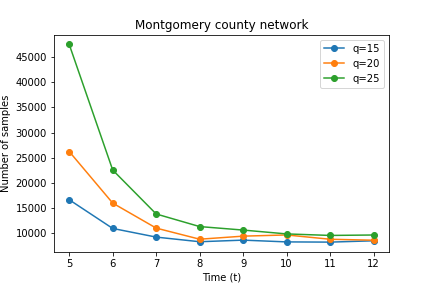 Montgomery county network
q=15
q=20
q=25
Number of samples
45000
40000
35000
30000
25000
20000
15000
10000
5 6 7 8 9 10 11 12
Time (t)